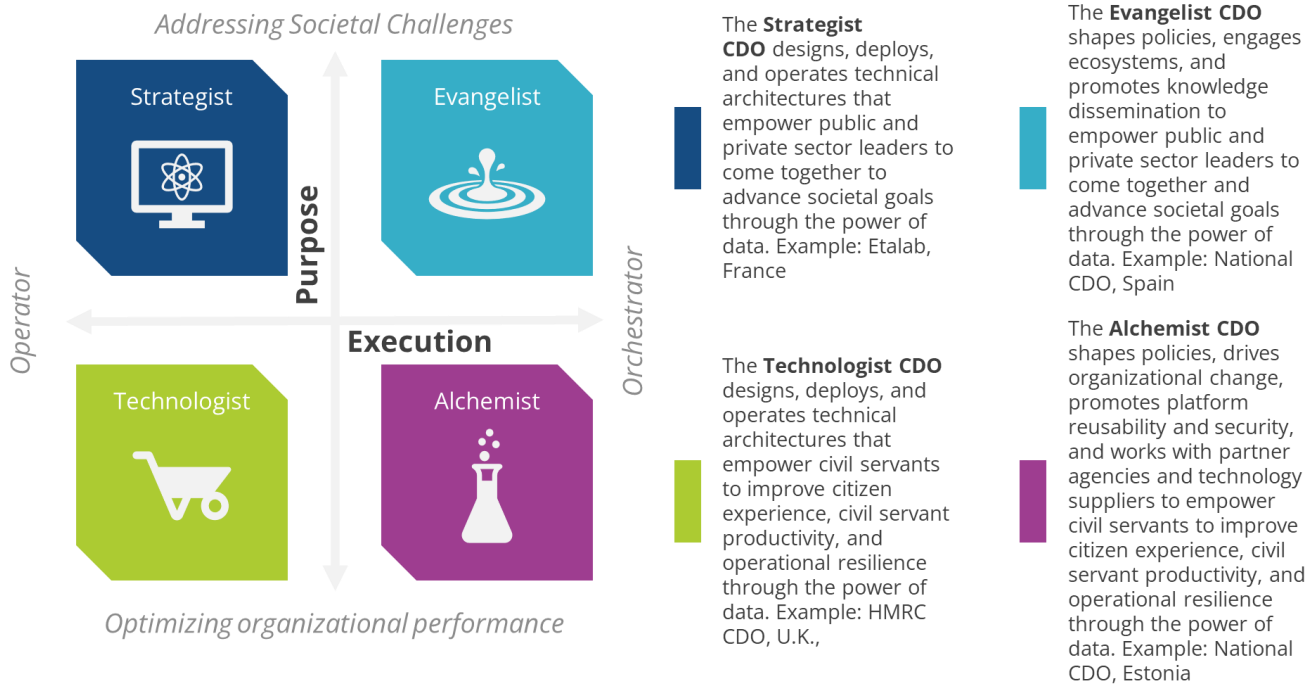 Addressing Societal Challenges
Strategist
Evangelist
Purpose
Operator
Orchestrator
Execution
Technologist
Alchemist
Optimizing organizational performance
The Strategist
CDO designs, deploys,
and operates technical
architectures that
empower public and
private sector leaders to
come together to
advance societal goals
through the power of
data. Example: Etalab,
France
The Evangelist CDO
shapes policies, engages
ecosystems, and
promotes knowledge
dissemination to
empower public and
private sector leaders to
come together and
advance societal goals
through the power of
data. Example: National
CDO, Spain
The Technologist CDO
designs, deploys, and
operates technical
architectures that
empower civil servants
to improve citizen
experience, civil servant
productivity, and
operational resilience
through the power of
data. Example: HMRC
CDO, U.K.,
The Alchemist CDO
shapes policies, drives
organizational change,
promotes platform
reusability and security,
and works with partner
agencies and technology
suppliers to empower
civil servants to improve
citizen experience, civil
servant productivity, and
operational resilience
through the power of
data. Example: National
CDO, Estonia